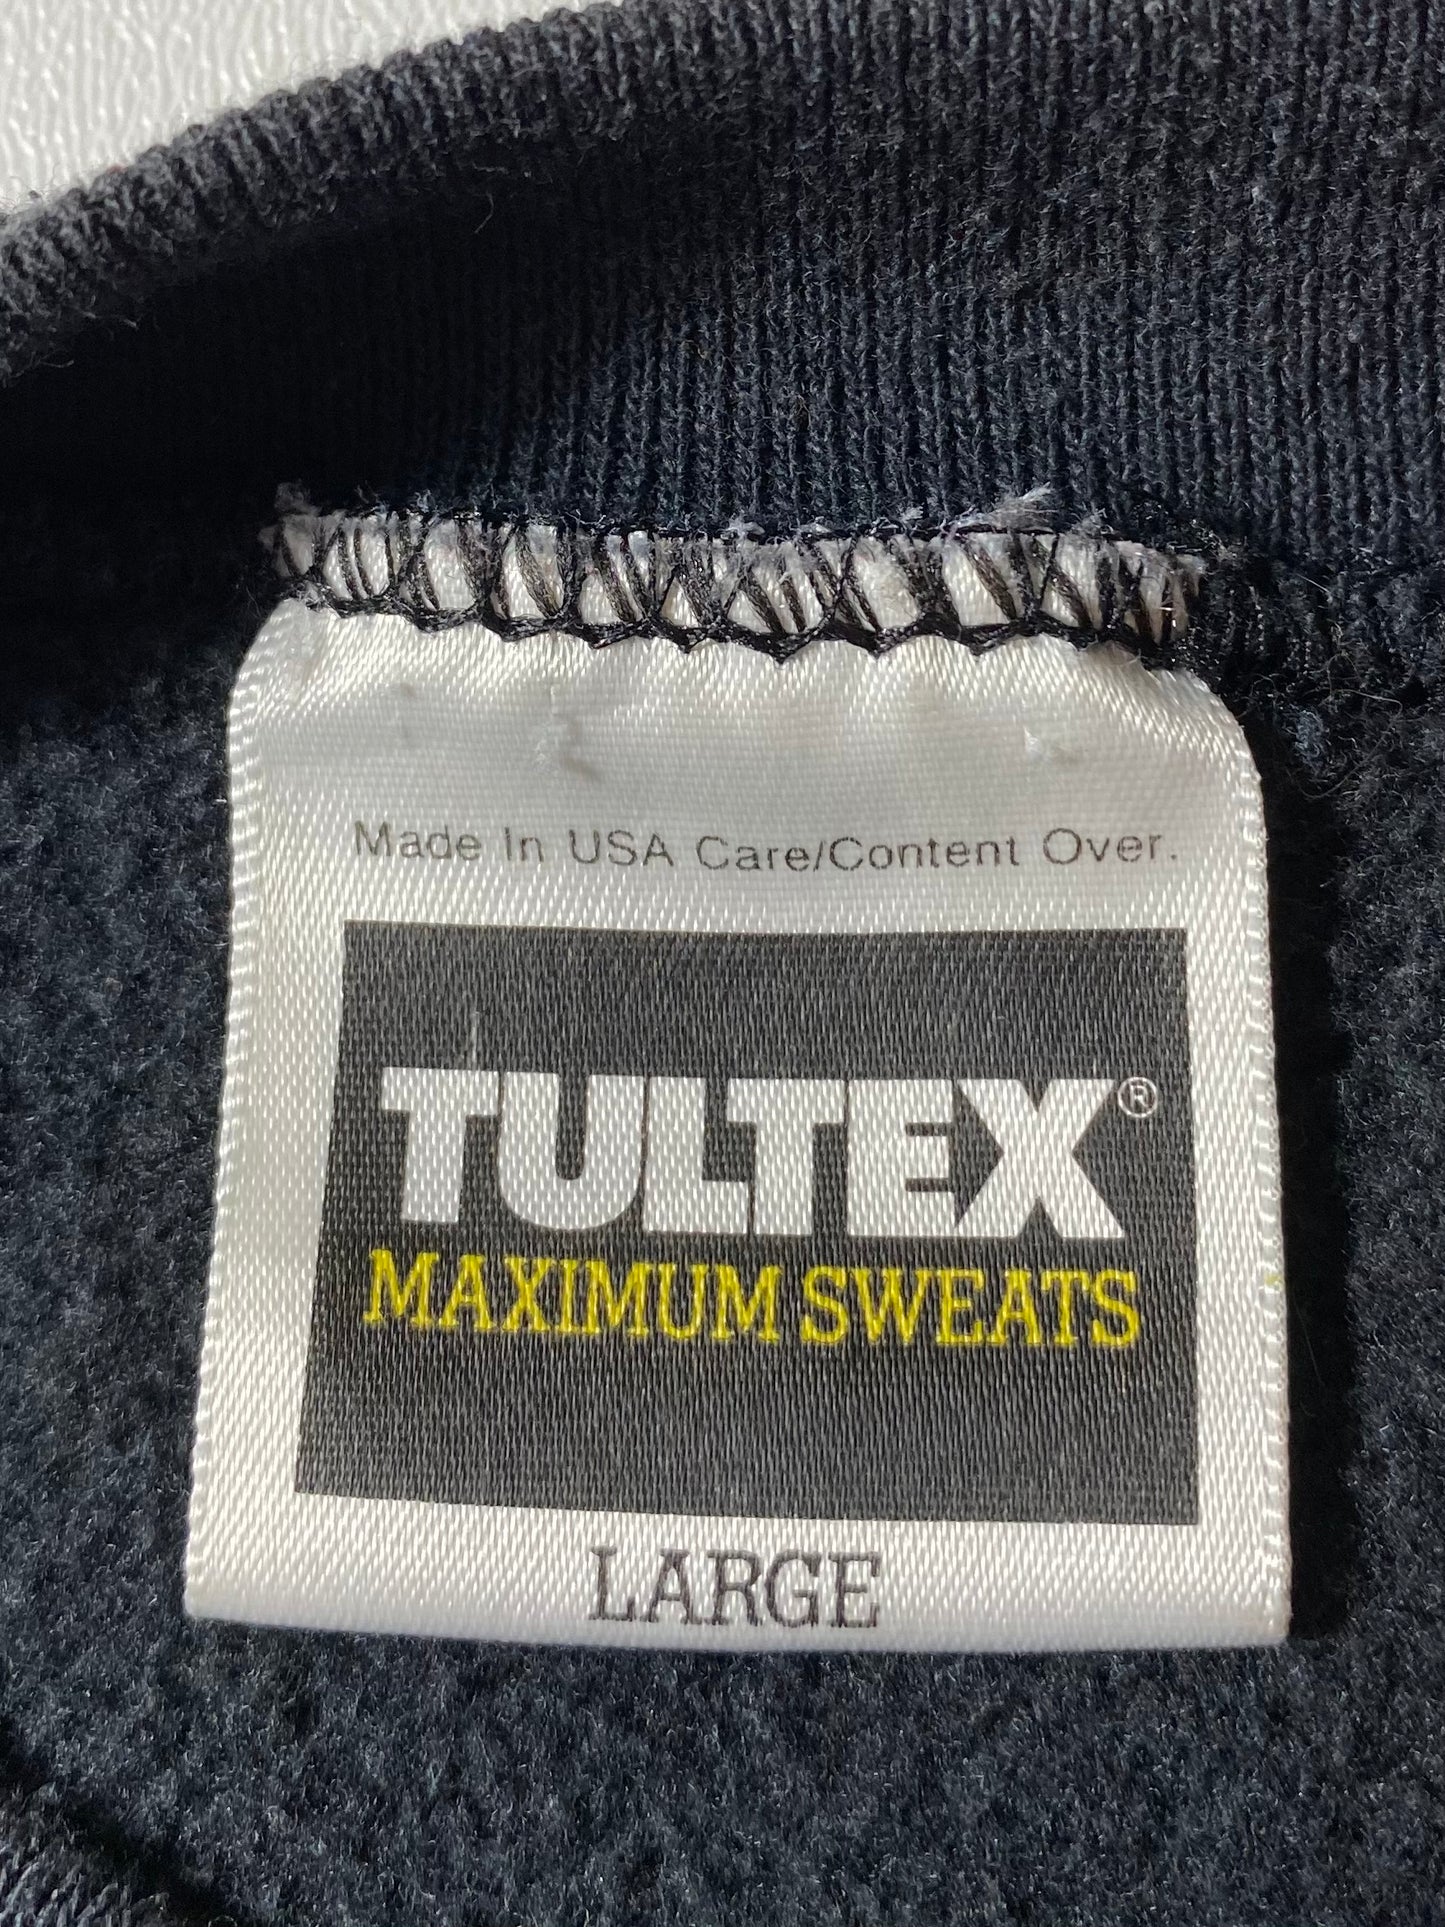 Made In USA Care/Content Over.
TULTEX®
MAXIMUM SWEATS
LARGE